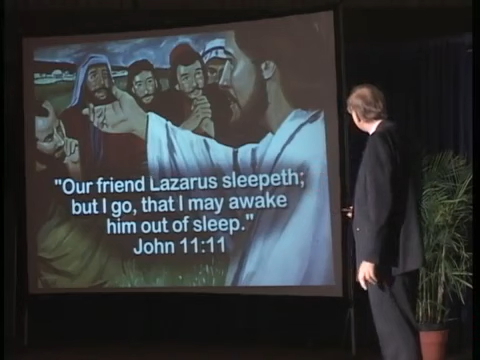 "Our friend Lazarus sleepeth;
but I go, that I may awake
him out of sleep."
John 11:11